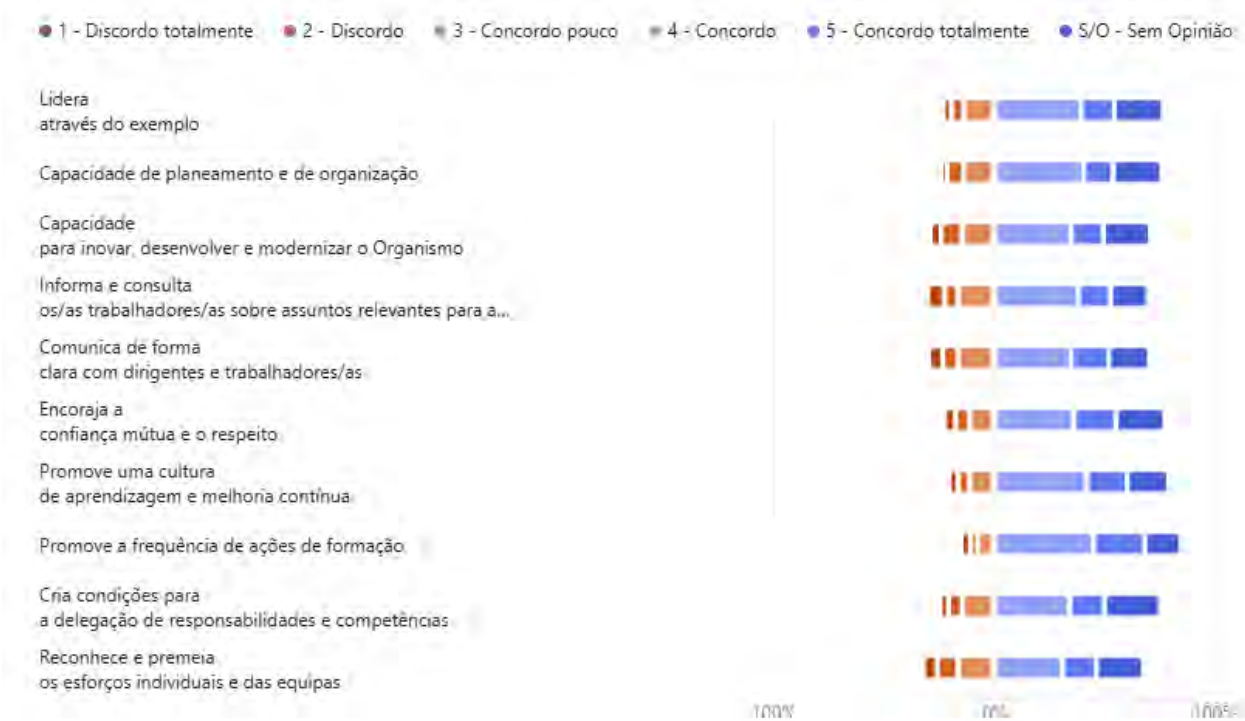 1 - Discordo totalmente 2 - Discordo 3 - Concordo pouco 4 - Concordo 5 - Concordo totalmente S/O - Sem Opinião
Lidera
através do exemplo
Capacidade de planeamento e de organização
Capacidade
para inovar, desenvolver e modernizar o Organismo
Informa e consulta
os/as trabalhadores/as sobre assuntos relevantes para a...
Comunica de forma
clara com dirigentes e trabalhadores/as
Encoraja a
confiança mútua e o respeito
Promove uma cultura
de aprendizagem e melhoria contínua
Promove a frequência de ações de formação
Cria condições para
a delegação de responsabilidades e competências
Reconhece e premeia
os esforços individuais e das equipas
100% 0% 100%